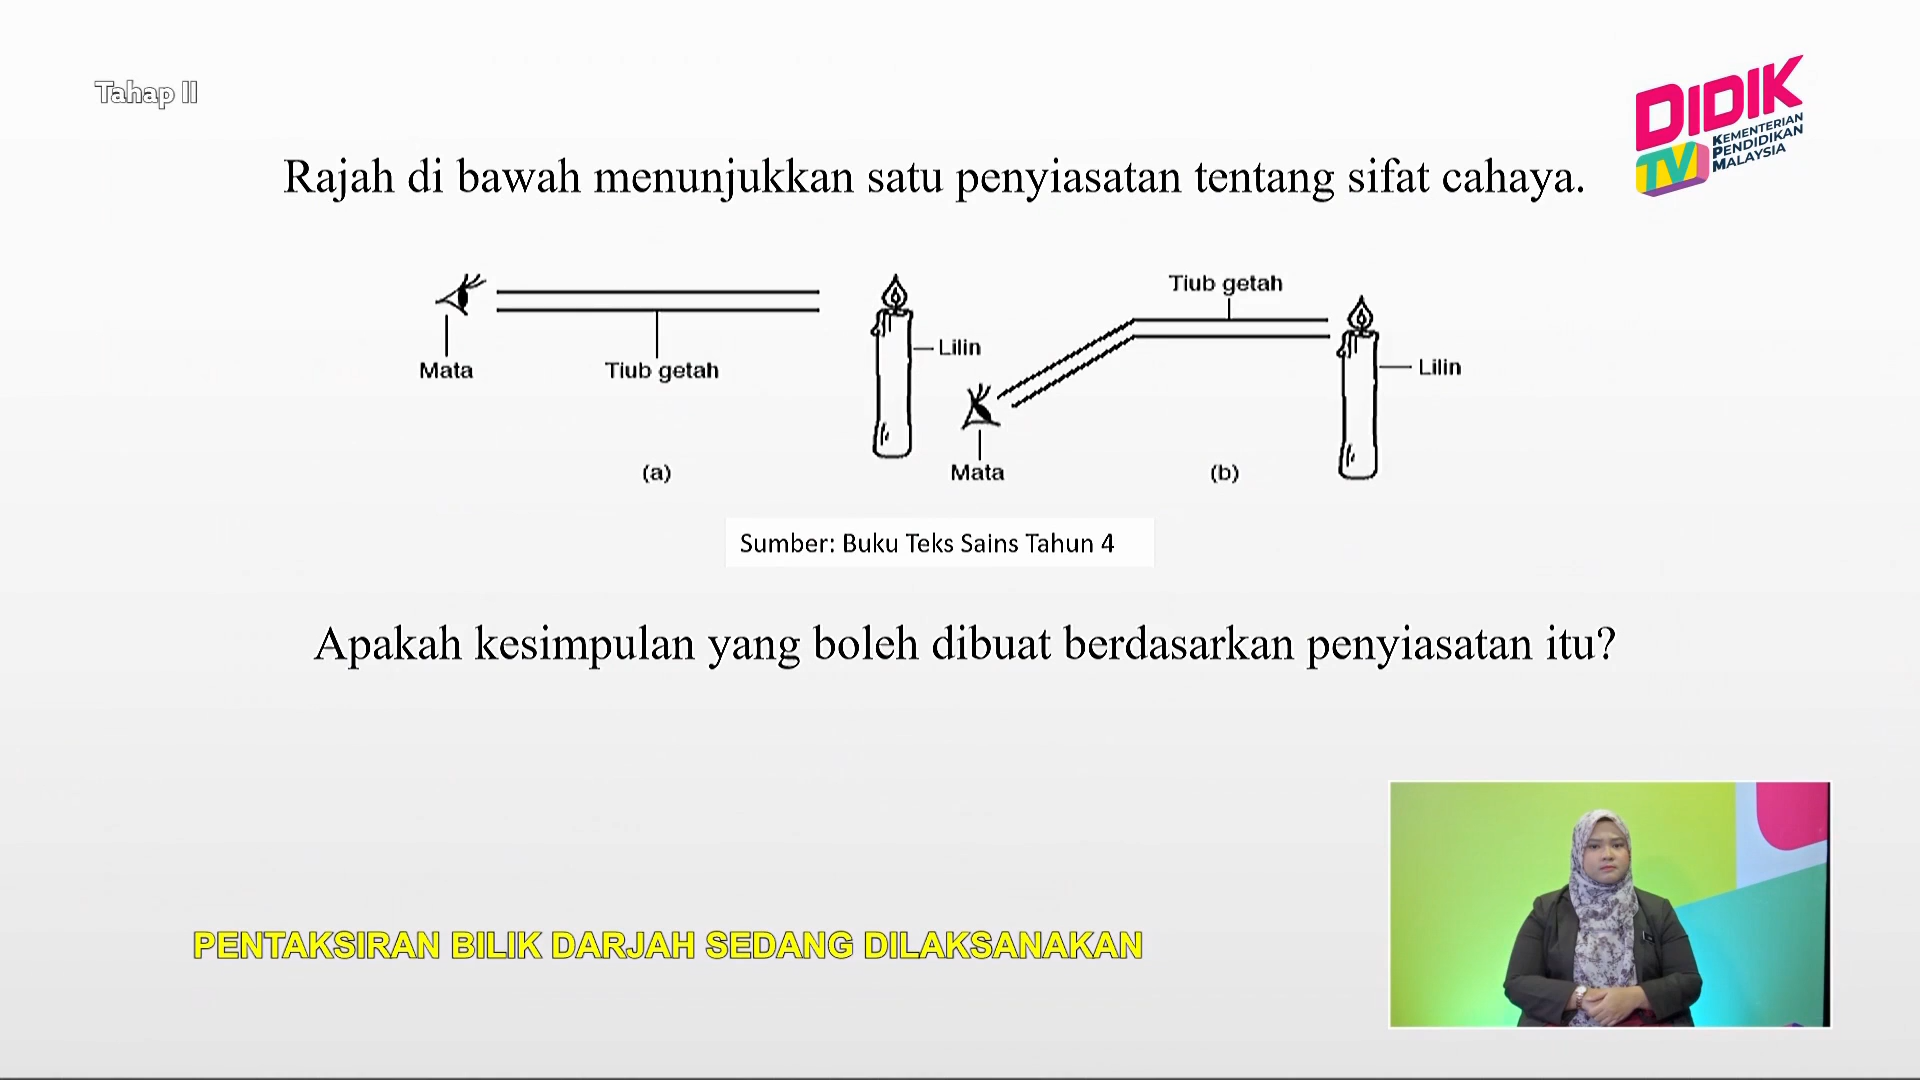 Tahap II
DIDIK
TV
KEMENTERIAN
PENDIDIKAN
MALAYSIA
Rajah di bawah menunjukkan satu penyiasatan tentang sifat cahaya.
Mata
Tiub getah
Lilin
(a)
Tiub getah
Lilin
Mata
(b)
Sumber: Buku Teks Sains Tahun 4
Apakah kesimpulan yang boleh dibuat berdasarkan penyiasatan itu?
PENTAKSIRAN BILIK DARJAH SEDANG DILAKSANAKAN